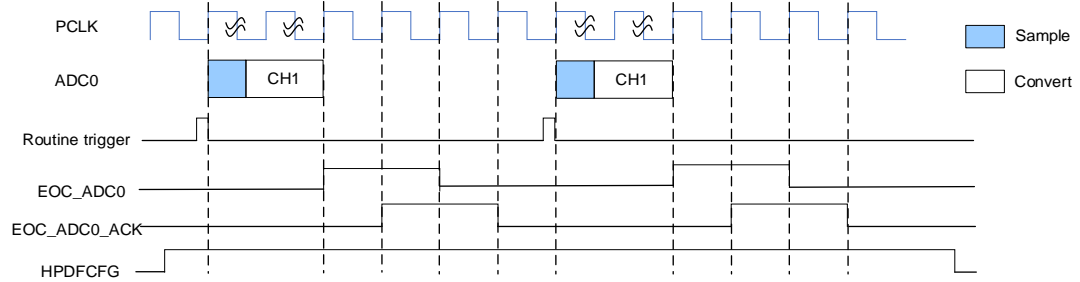 PCLK
Sample
ADC0
CH1
CH1
Convert
Routine trigger
EOC_ADC0
EOC_ADC0_ACK
HPDFCFG